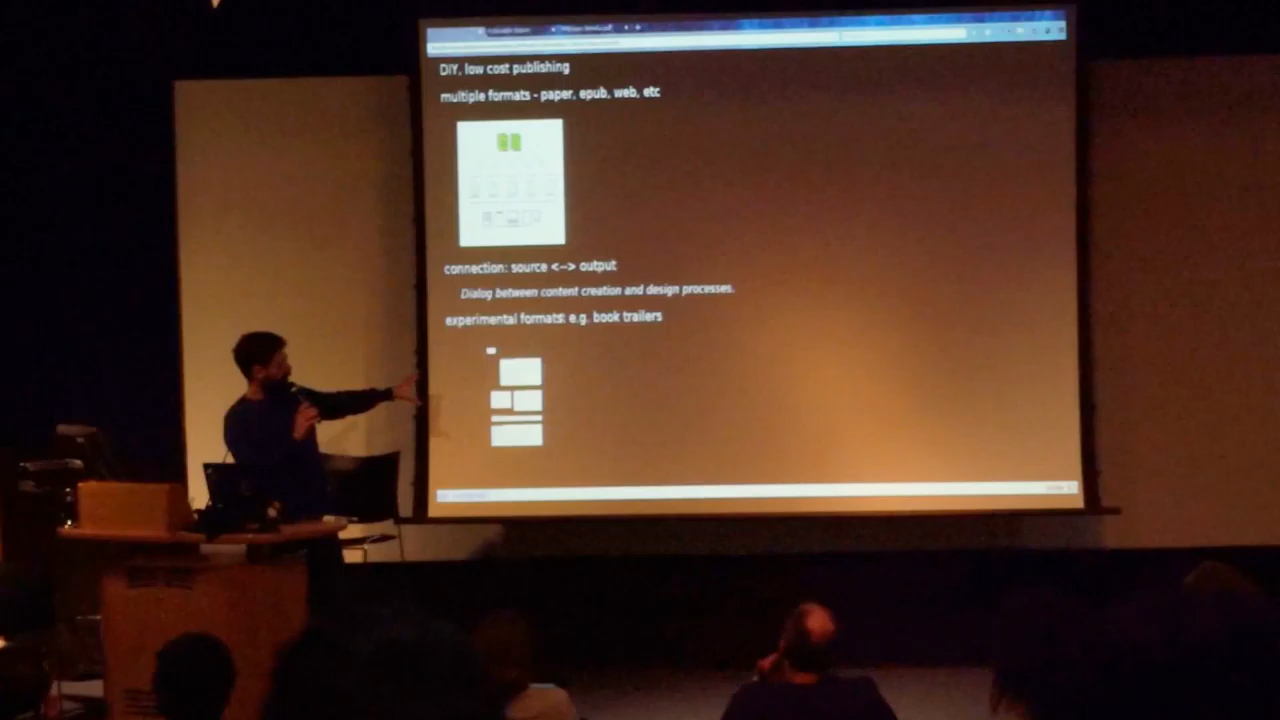 DIY, low cost publishing
multiple formats - paper, epub, web, etc
connection: source <--> output
Dialog between content creation and design processes.
experimental formats: e.g. book trailers